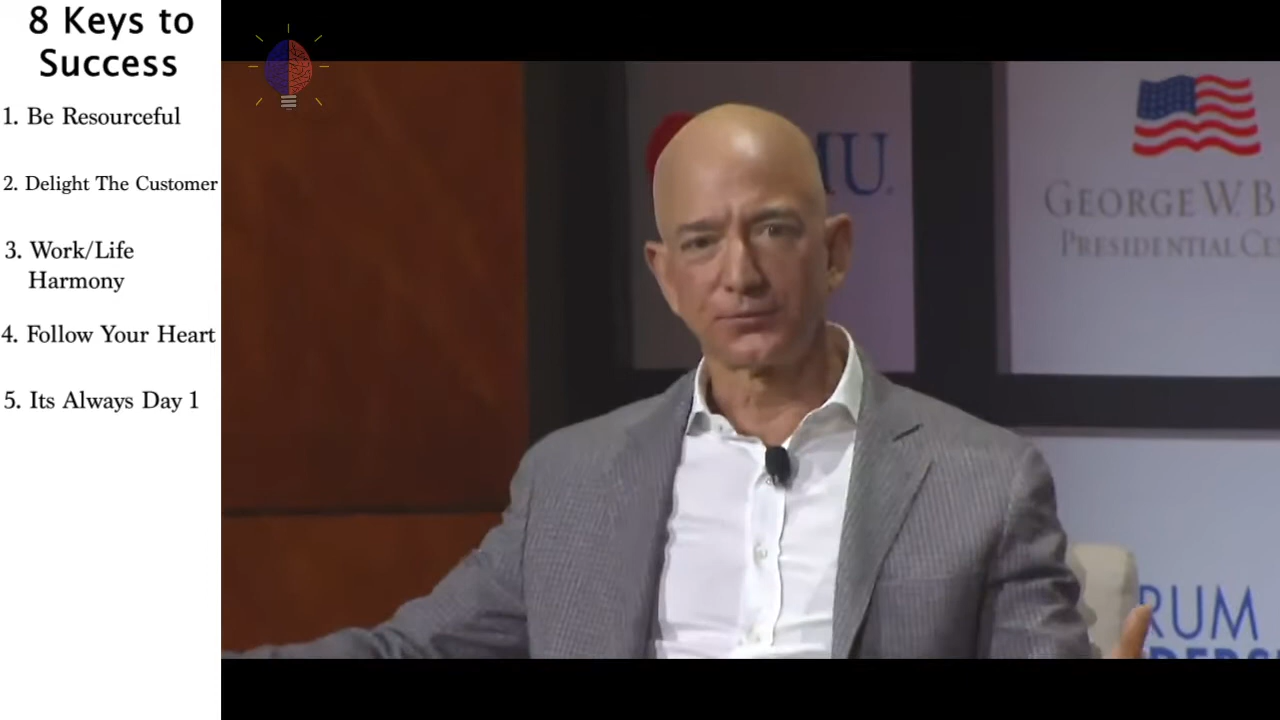 8 Keys to
Success
1. Be Resourceful
2. Delight The Customer
3. Work/Life
Harmony
4. Follow Your Heart
5. Its Always Day 1
MU.
GEORGE W. B
PRESIDENTIAL CE
RUM